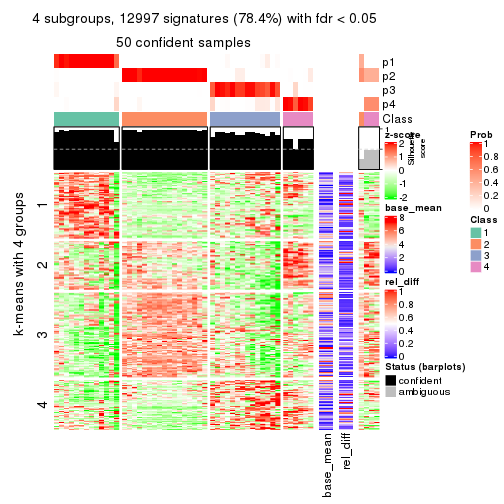 4 subgroups, 12997 signatures (78.4%) with fdr < 0.05
50 confident samples
p1
p2
p3
p4
Class
1
0
Silhouette
score
k-means with 4 groups
1
2
3
4
base_mean
rel_diff
z-score
2
1
0
-1
-2
base_mean
8
6
4
2
0
rel_diff
1
0.8
0.6
0.4
0.2
0
Status (barplots)
confident
ambiguous
Prob
1
0.8
0.6
0.4
0.2
0
Class
1
2
3
4